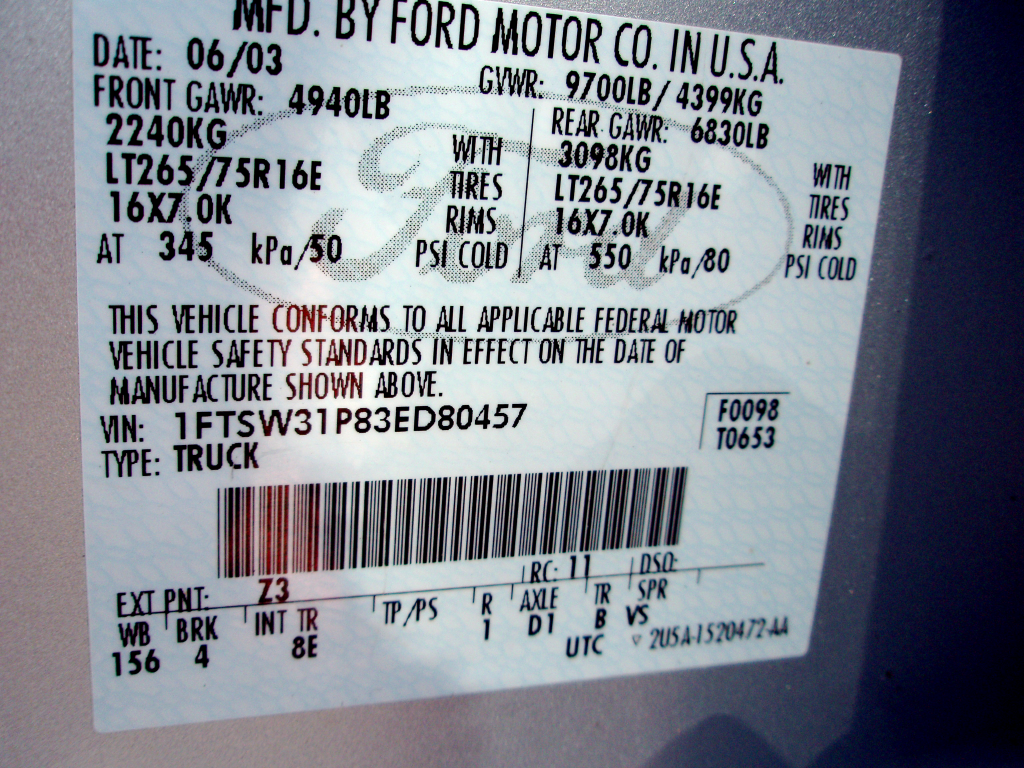 MFD. BY FORD MOTOR CO. IN U.S.A.
DATE: 06/03 GVWR: 9700LB/ 4399KG
FRONT GAWR: 4940LB REAR GAWR: 6830LB
2240KG WITH 3098KG WITH
LT265/75R16E TIRES LT265/75R16E TIRES
16X7.0K RIMS 16X7.0K RIMS
AT 345 kPa/50 PSI COLD AT 550 kPa/80 PSI COLD
Ford
THIS VEHICLE CONFORMS TO ALL APPLICABLE FEDERAL MOTOR
VEHICLE SAFETY STANDARDS IN EFFECT ON THE DATE OF
MANUFACTURE SHOWN ABOVE.
VIN: 1FTSW31P83ED80457 F0098
TYPE: TRUCK T0653
EXT PNT: Z3 RC: 11 DSO:
WB BRK INT TR TP/PS R AXLE TR SPR
156 4 8E 1 D1 B VS
UTC ▽ 2U5A-1520472-AA